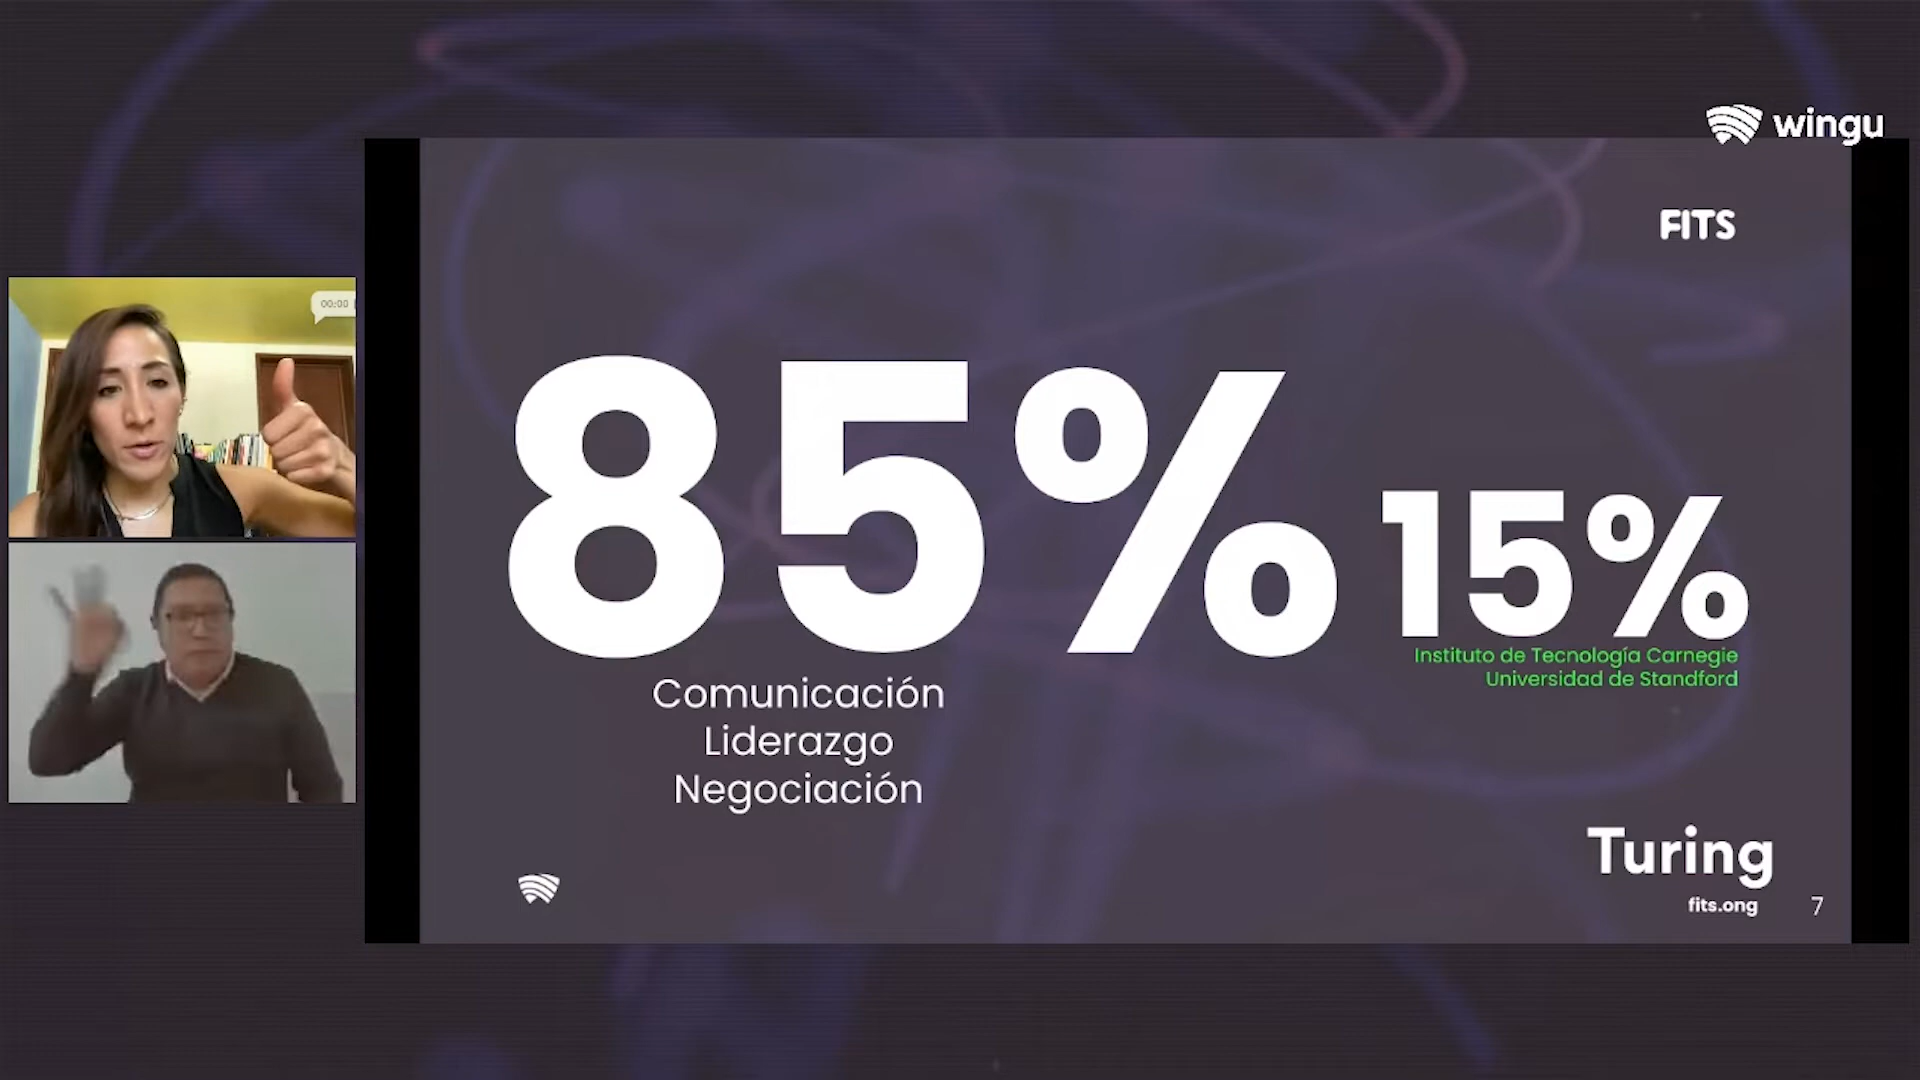 wingu
FITS
00:00
85%
15%
Instituto de Tecnología Carnegie
Universidad de Standford
Comunicación
Liderazgo
Negociación
Turing
fits.ong
7